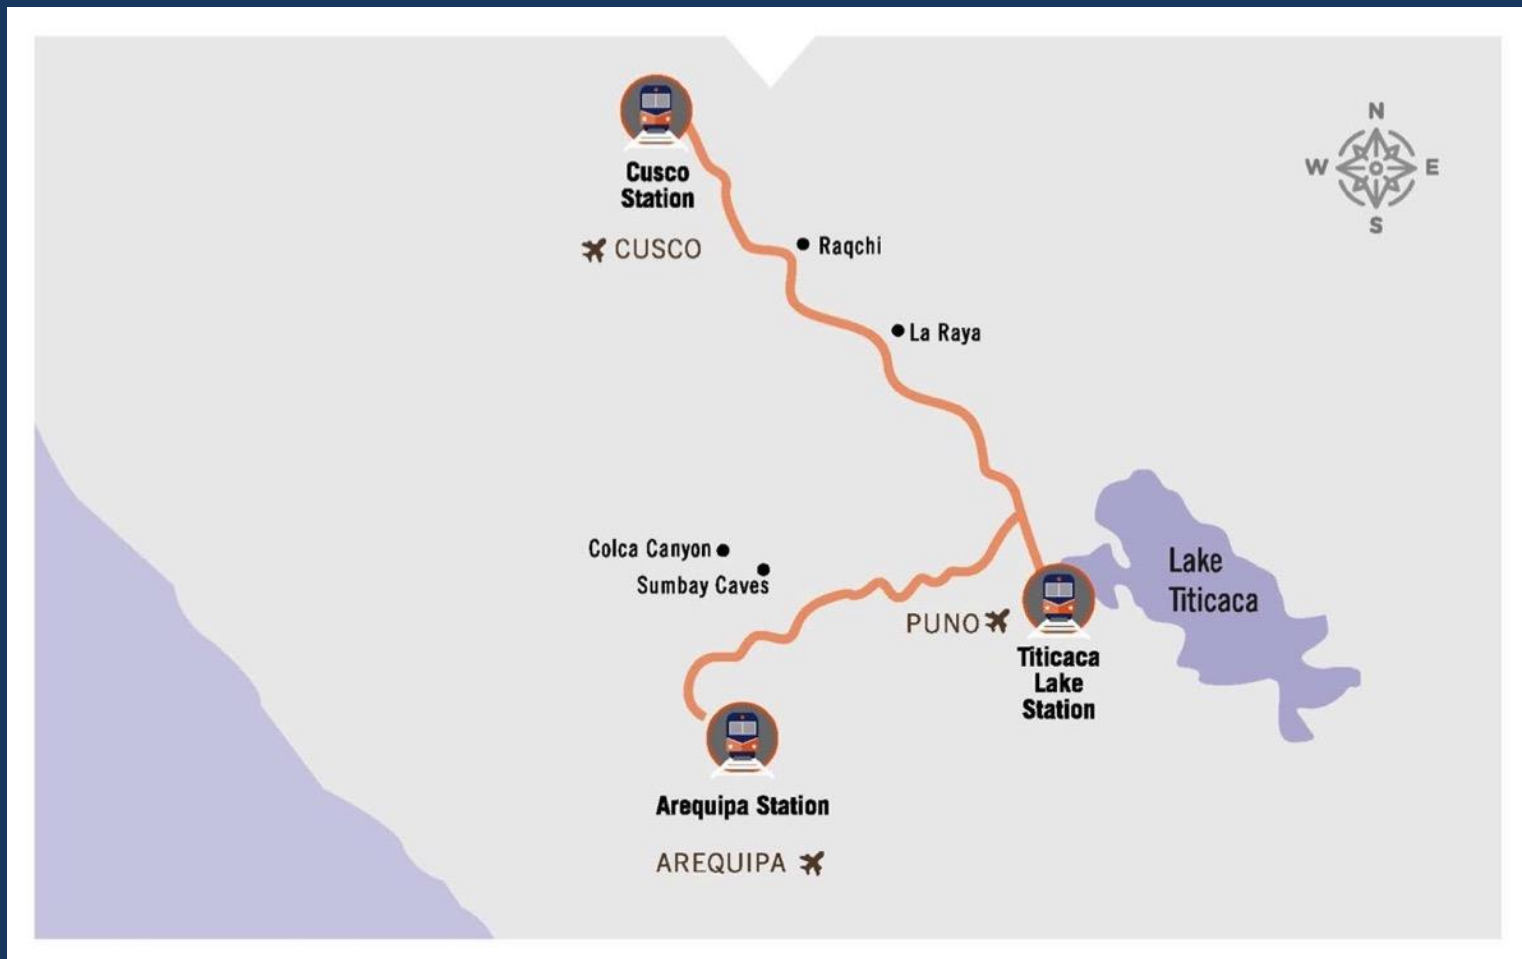 N
W
E
S
Cusco
Station
CUSCO
Raqchi
La Raya
Colca Canyon
Sumbay Caves
Lake
Titicaca
PUNO
Titicaca
Lake
Station
Arequipa Station
AREQUIPA